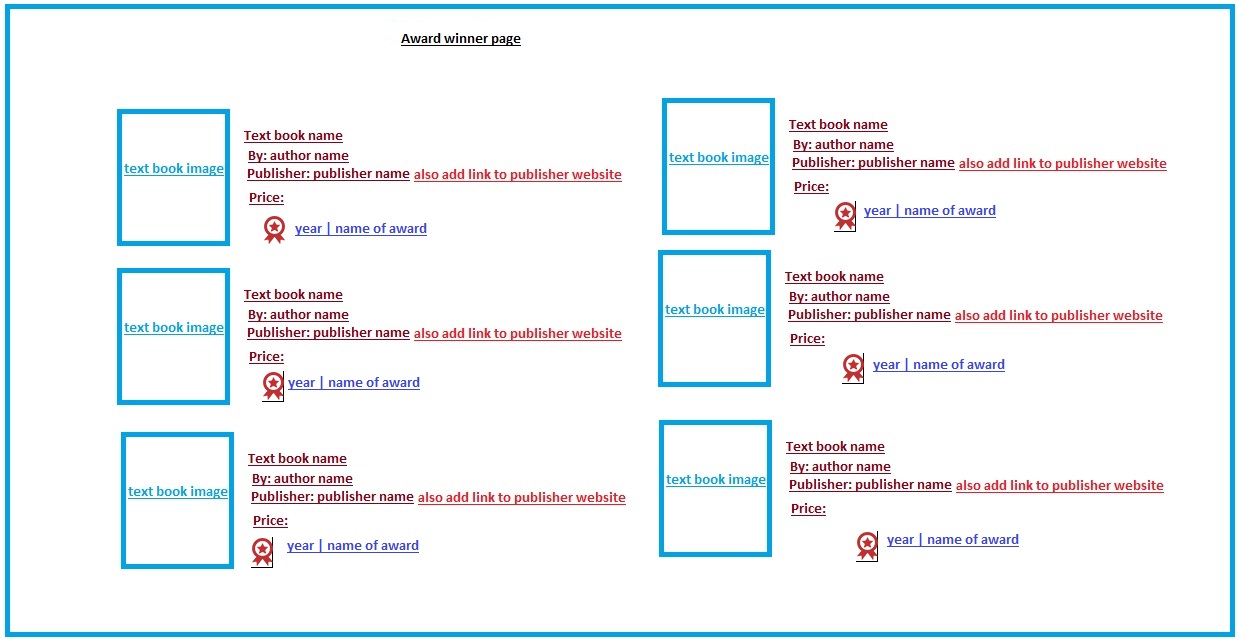 Award winner page
text book image
Text book name
By: author name
Publisher: publisher name also add link to publisher website
Price:
year | name of award
text book image
Text book name
By: author name
Publisher: publisher name also add link to publisher website
Price:
year | name of award
text book image
Text book name
By: author name
Publisher: publisher name also add link to publisher website
Price:
year | name of award
text book image
Text book name
By: author name
Publisher: publisher name also add link to publisher website
Price:
year | name of award
text book image
Text book name
By: author name
Publisher: publisher name also add link to publisher website
Price:
year | name of award
text book image
Text book name
By: author name
Publisher: publisher name also add link to publisher website
Price:
year | name of award